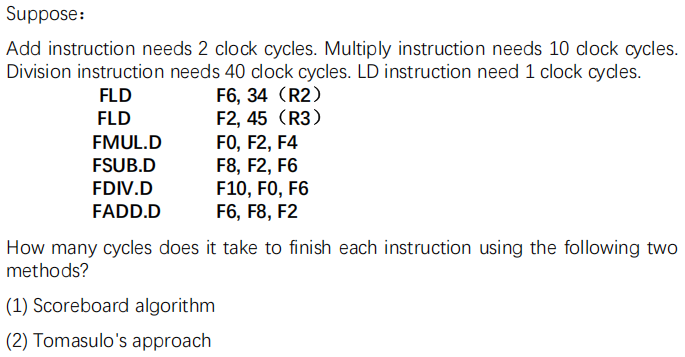 Suppose：
Add instruction needs 2 clock cycles. Multiply instruction needs 10 clock cycles.
Division instruction needs 40 clock cycles. LD instruction need 1 clock cycles.
FLD F6, 34（R2）
FLD F2, 45（R3）
FMUL.D F0, F2, F4
FSUB.D F8, F2, F6
FDIV.D F10, F0, F6
FADD.D F6, F8, F2
How many cycles does it take to finish each instruction using the following two
methods?
(1) Scoreboard algorithm
(2) Tomasulo's approach